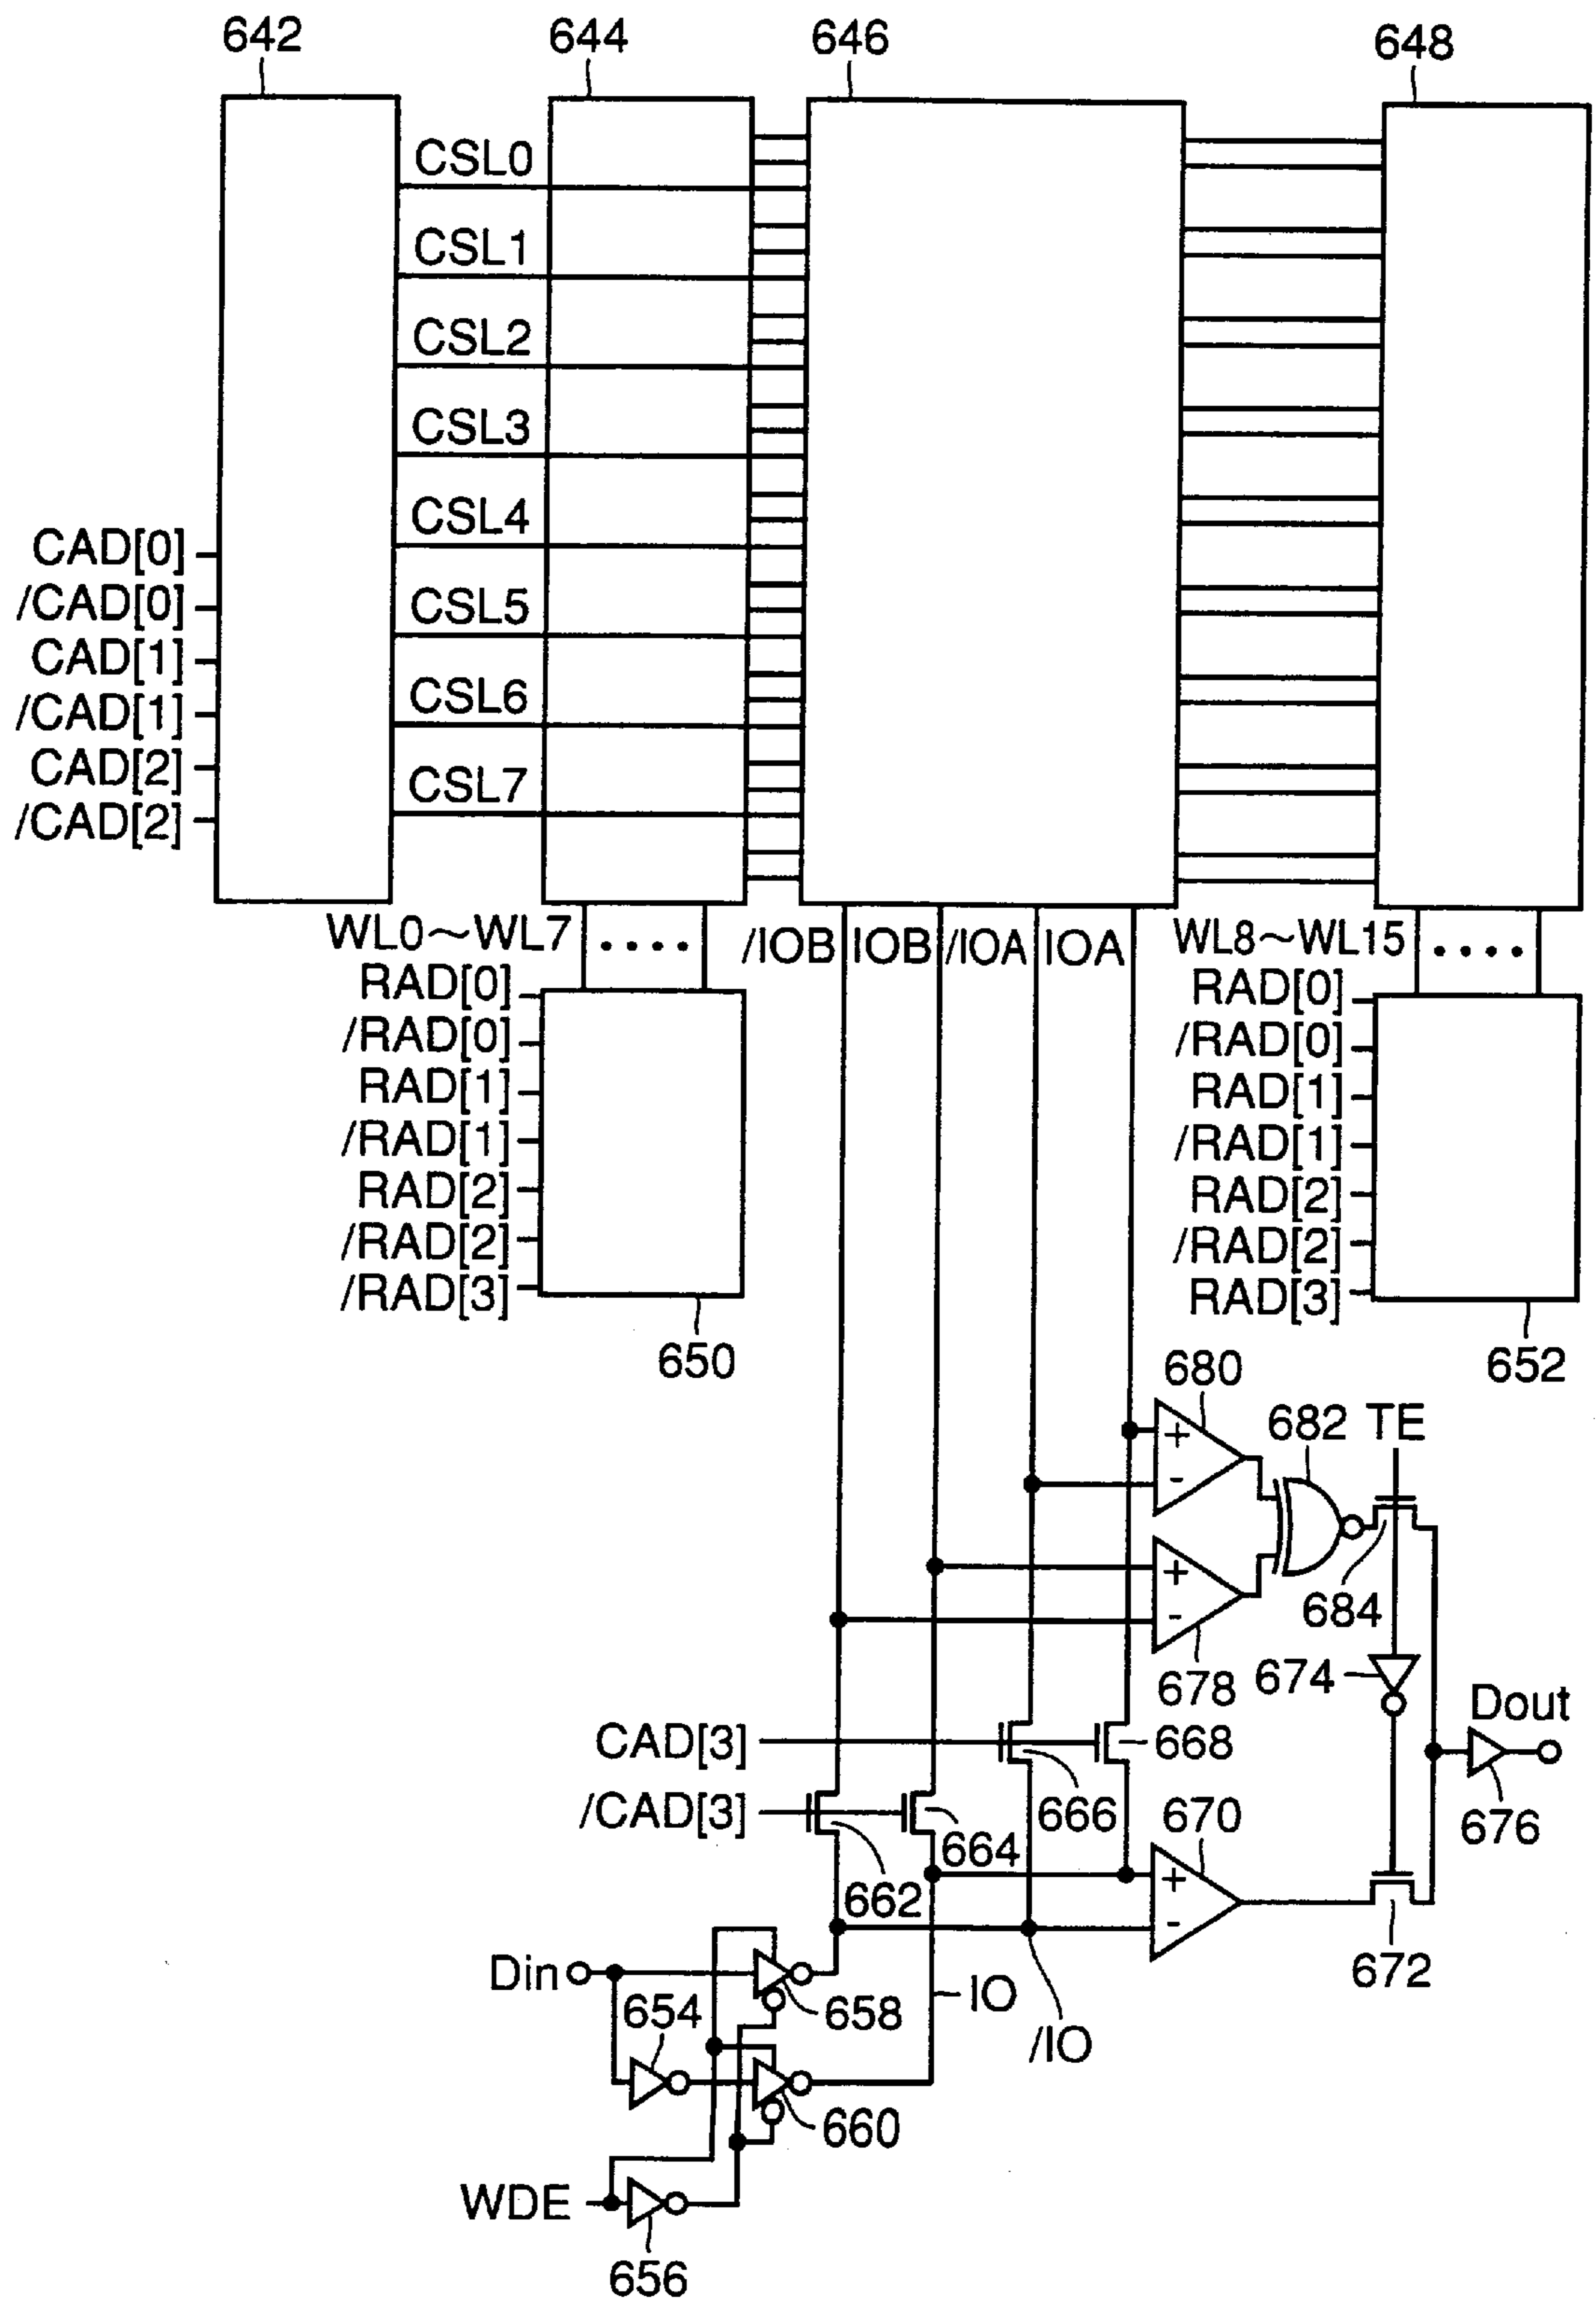 642 644 646 648
CSL0
CSL1
CSL2
CSL3
CSL4
CSL5
CSL6
CSL7
CAD[0]
/CAD[0]
CAD[1]
/CAD[1]
CAD[2]
/CAD[2]
WL0~WL7 ....
/IOB IOB /IOA IOA
WL8~WL15 ....
RAD[0]
/RAD[0]
RAD[1]
/RAD[1]
RAD[2]
/RAD[2]
/RAD[3]
650
RAD[0]
/RAD[0]
RAD[1]
/RAD[1]
RAD[2]
/RAD[2]
RAD[3]
652
680
682 TE
+
-
684
+
-
678
674
Dout
CAD[3]
668
/CAD[3]
666
670
676
664
662
+
-
672
Din
654
658
IO
/IO
660
WDE
656